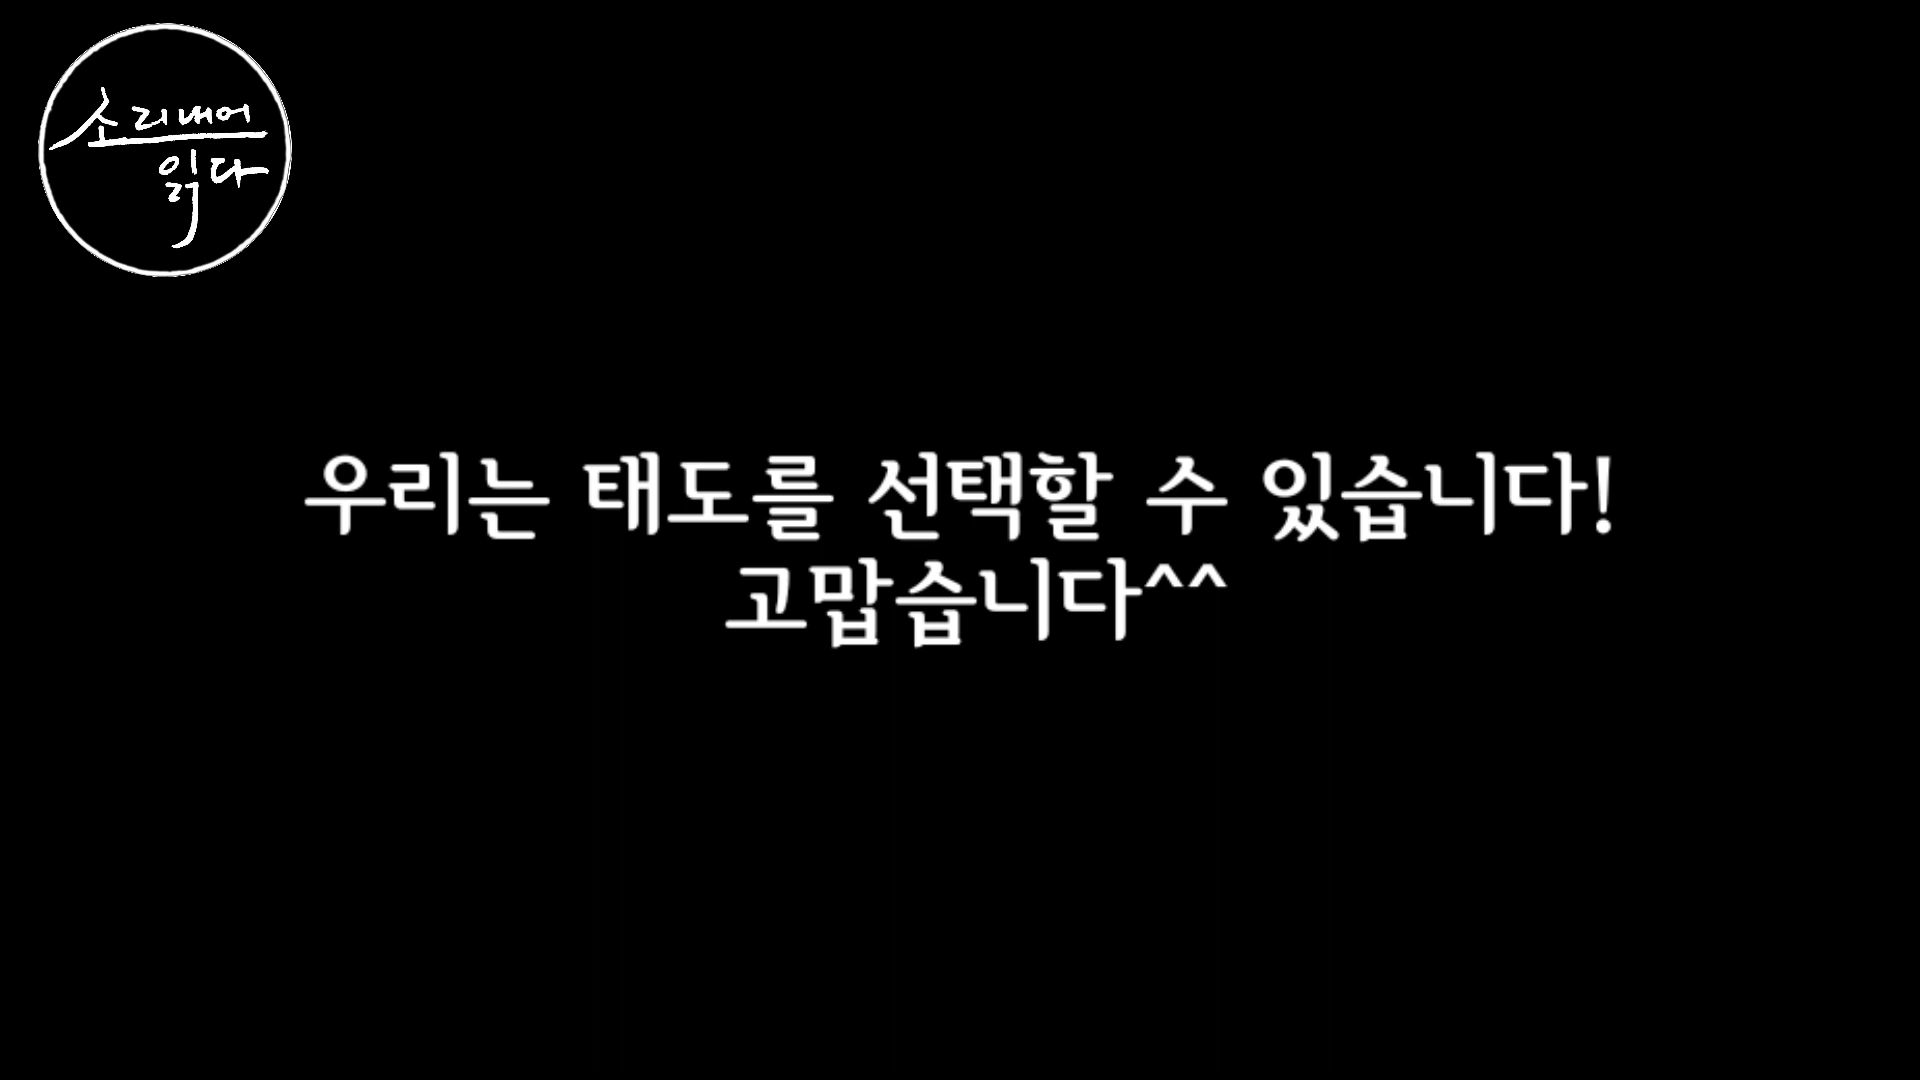 소리내어
읽다
우리는 태도를 선택할 수 있습니다!
고맙습니다^^